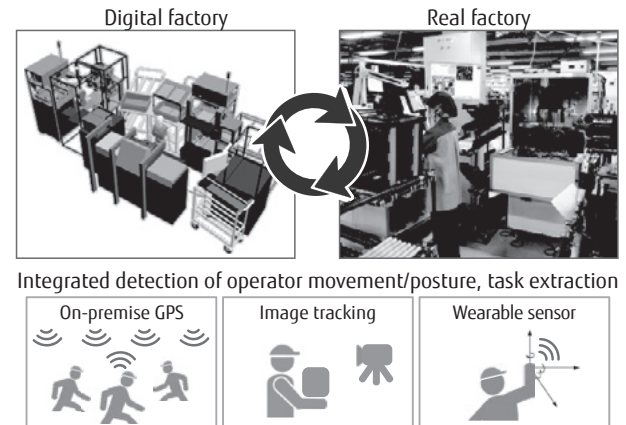 Digital factory
Real factory
Integrated detection of operator movement/posture, task extraction
On-premise GPS
Image tracking
Wearable sensor